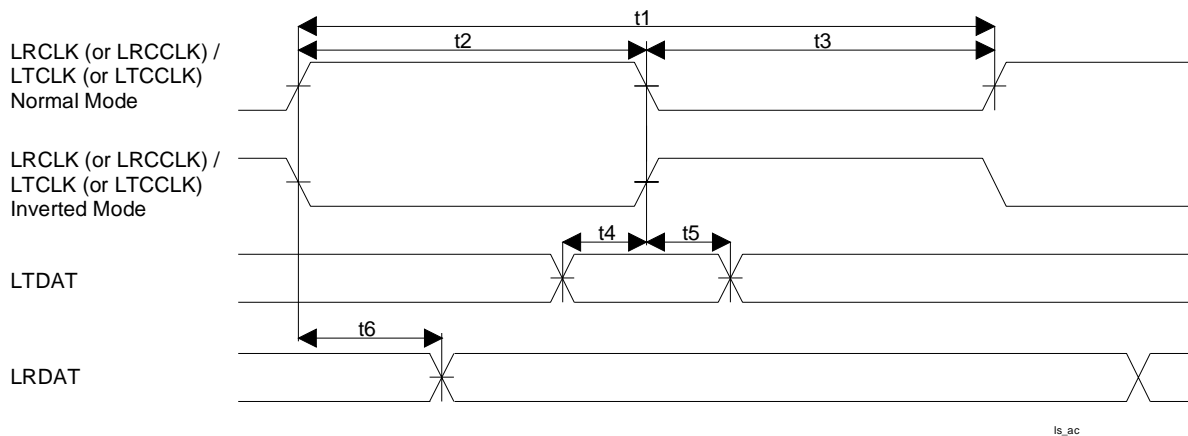 t1
t2
t3
LRCLK (or LRCCLK) /
LTCLK (or LTCCLK)
Normal Mode
LRCLK (or LRCCLK) /
LTCLK (or LTCCLK)
Inverted Mode
t4
t5
LTDAT
t6
LRDAT
ls_ac